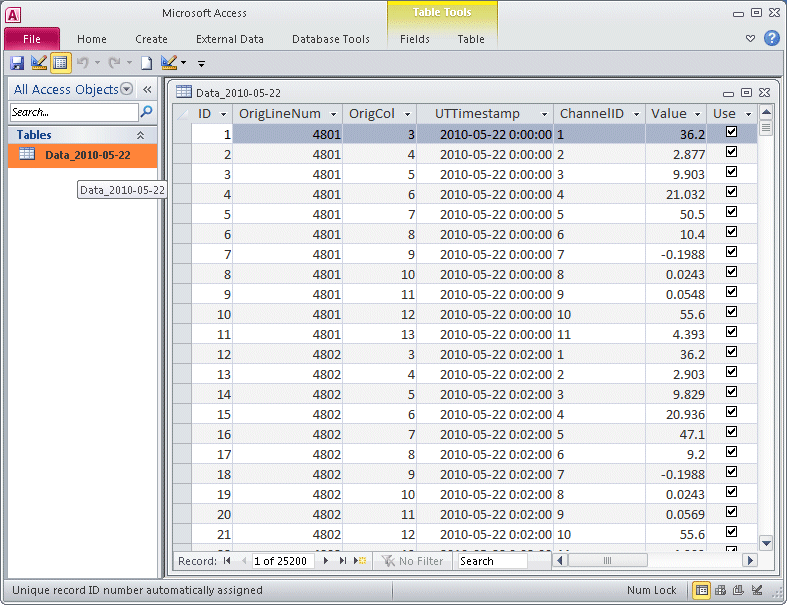 Microsoft Access
Table Tools
File Home Create External Data Database Tools Fields Table
All Access Objects
Data_2010-05-22
Search...
Tables
Data_2010-05-22
Data_2010-05-22
ID OrigLineNum OrigCol UTTimestamp ChannelID Value Use
1 4801 3 2010-05-22 0:00:00 1 36.2
2 4801 4 2010-05-22 0:00:00 2 2.877
3 4801 5 2010-05-22 0:00:00 3 9.903
4 4801 6 2010-05-22 0:00:00 4 21.032
5 4801 7 2010-05-22 0:00:00 5 50.5
6 4801 8 2010-05-22 0:00:00 6 10.4
7 4801 9 2010-05-22 0:00:00 7 -0.1988
8 4801 10 2010-05-22 0:00:00 8 0.0243
9 4801 11 2010-05-22 0:00:00 9 0.0548
10 4801 12 2010-05-22 0:00:00 10 55.6
11 4801 13 2010-05-22 0:00:00 11 4.393
12 4802 3 2010-05-22 0:02:00 1 36.2
13 4802 4 2010-05-22 0:02:00 2 2.903
14 4802 5 2010-05-22 0:02:00 3 9.829
15 4802 6 2010-05-22 0:02:00 4 20.936
16 4802 7 2010-05-22 0:02:00 5 47.1
17 4802 8 2010-05-22 0:02:00 6 9.2
18 4802 9 2010-05-22 0:02:00 7 -0.1988
19 4802 10 2010-05-22 0:02:00 8 0.0243
20 4802 11 2010-05-22 0:02:00 9 0.0569
21 4802 12 2010-05-22 0:02:00 10 55.6
Record: 1 of 25200 No Filter Search
Unique record ID number automatically assigned Num Lock